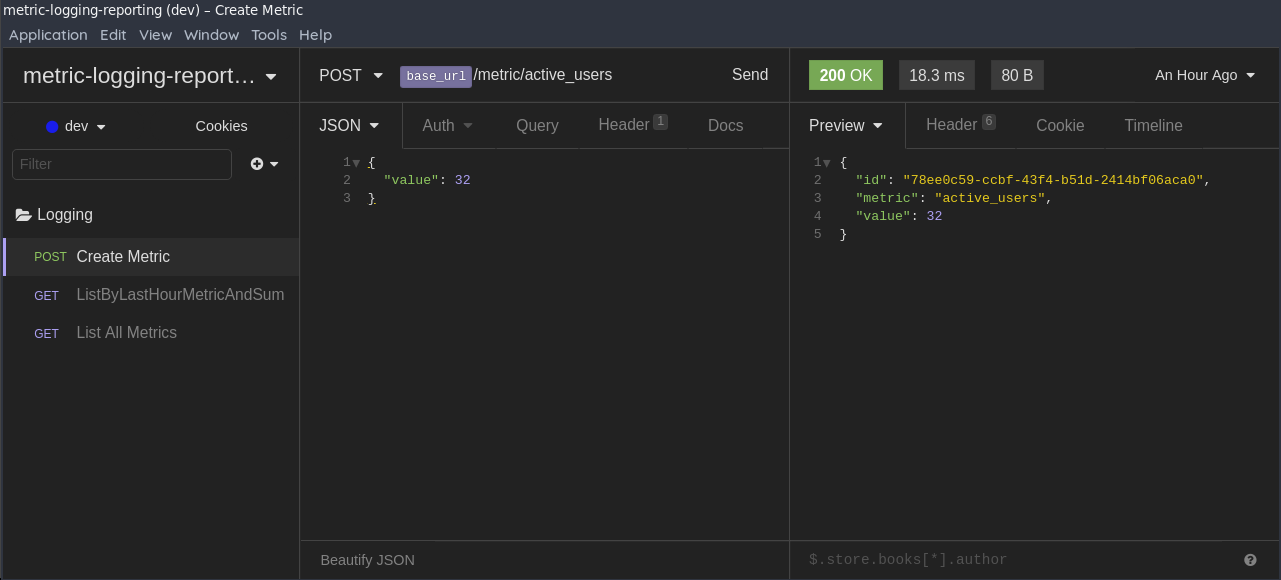 metric-logging-reporting (dev) – Create Metric
Application Edit View Window Tools Help
metric-logging-report…
dev Cookies
Filter
Logging
POST Create Metric
GET ListByLastHourMetricAndSum
GET List All Metrics
POST base_url/metric/active_users Send
JSON Auth Query Header 1 Docs
1 {
2 "value": 32
3 }
Beautify JSON
200 OK 18.3 ms 80 B An Hour Ago
Preview Header 6 Cookie Timeline
1 {
2 "id": "78ee0c59-ccbf-43f4-b51d-2414bf06aca0",
3 "metric": "active_users",
4 "value": 32
5 }
$.store.books[*].author